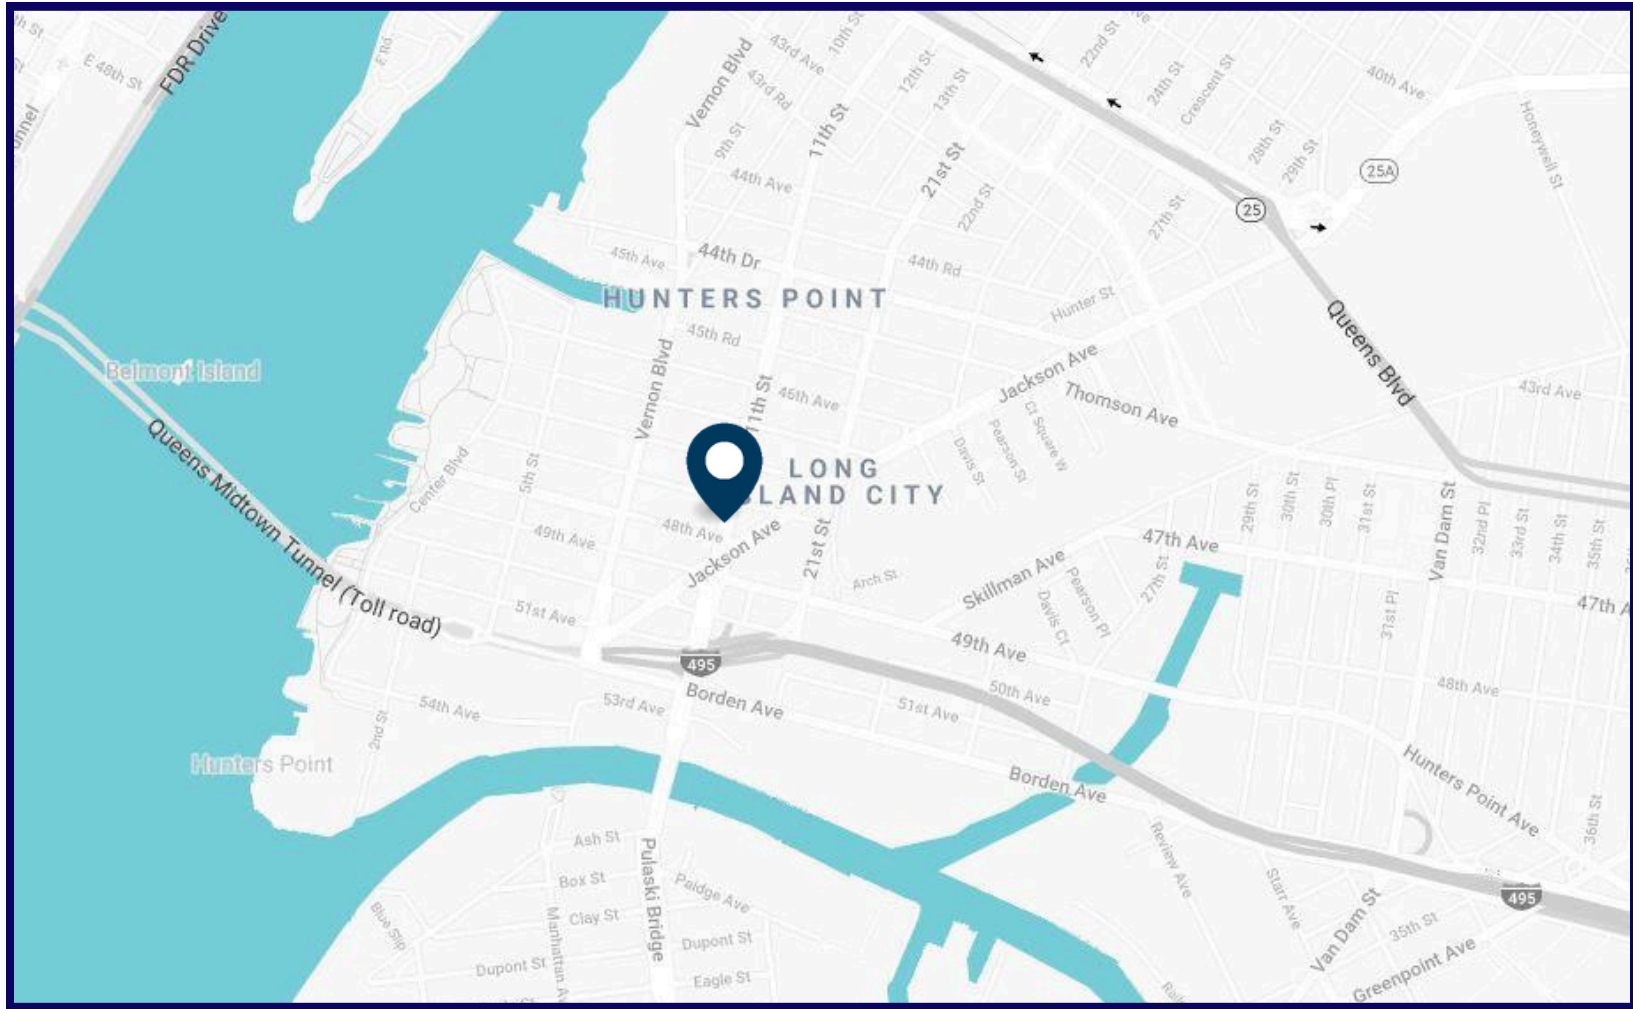 th St
St
E 48th St
FDR Drive
E Rd
Vernon Blvd
43rd Ave
43rd Rd
10th St
12th St
13th St
9th St
11th St
44th Ave
21st St
22nd St
22nd St
24th St
Crescent St
28th St
29th St
40th Ave
25A
25
Honeywell St
27th St
45th Ave
44th Dr
44th Rd
HUNTERS POINT
Hunter St
45th Rd
Queens Blvd
Belmont Island
Vernon Blvd
11th St
46th Ave
Jackson Ave
Thomson Ave
43rd Ave
Queens Midtown Tunnel (Toll road)
Center Blvd
5th St
LONG
SLAND CITY
Davis St
Pearson St
Ct Square W
29th St
30th St
30th Pl
31st St
Van Dam St
32nd Pl
33rd St
34th St
35th St
48th Ave
49th Ave
Jackson Ave
21st St
47th Ave
Arch St
Skillman Ave
Pearson Pl
Davis Ct
27th St
31st Pl
47th A
51st Ave
49th Ave
495
50th Ave
48th Ave
Borden Ave
54th Ave
53rd Ave
51st Ave
2nd St
Hunters Point
Borden Ave
Hunters Point Ave
36th St
Ash St
Pulaski Bridge
Box St
Paidge Ave
Review Ave
Starr Ave
495
Blue Slip
Clay St
Manhattan Av
Dupont St
Dupont St
Eagle St
Van Dam St
35th St
Greenpoint Ave